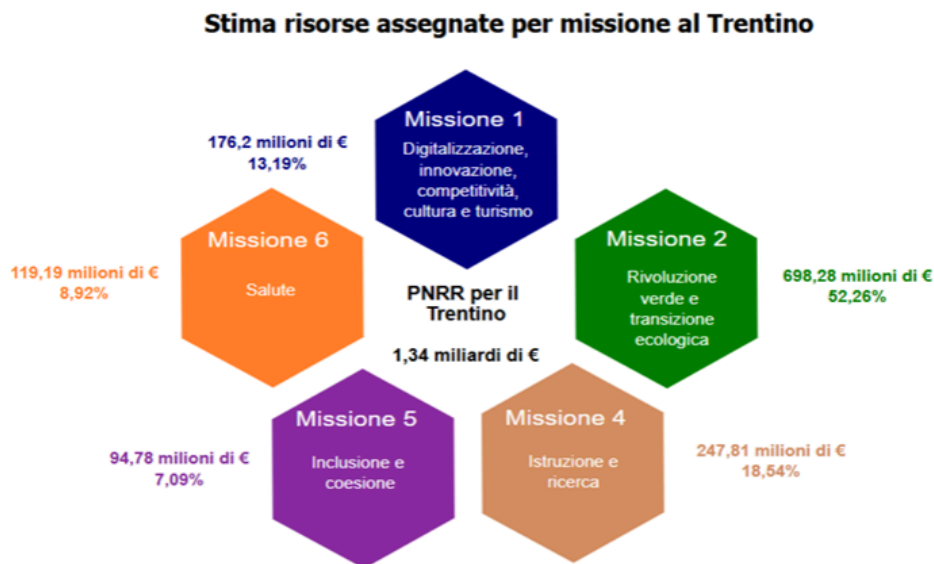 Stima risorse assegnate per missione al Trentino
Missione 1
Digitalizzazione,
innovazione,
competitività,
cultura e turismo
176,2 milioni di €
13,19%
Missione 2
Rivoluzione
verde e
transizione
ecologica
698,28 milioni di €
52,26%
Missione 6
Salute
119,19 milioni di €
8,92%
PNRR per il
Trentino
1,34 miliardi di €
Missione 5
Inclusione e
coesione
94,78 milioni di €
7,09%
Missione 4
Istruzione e
ricerca
247,81 milioni di €
18,54%